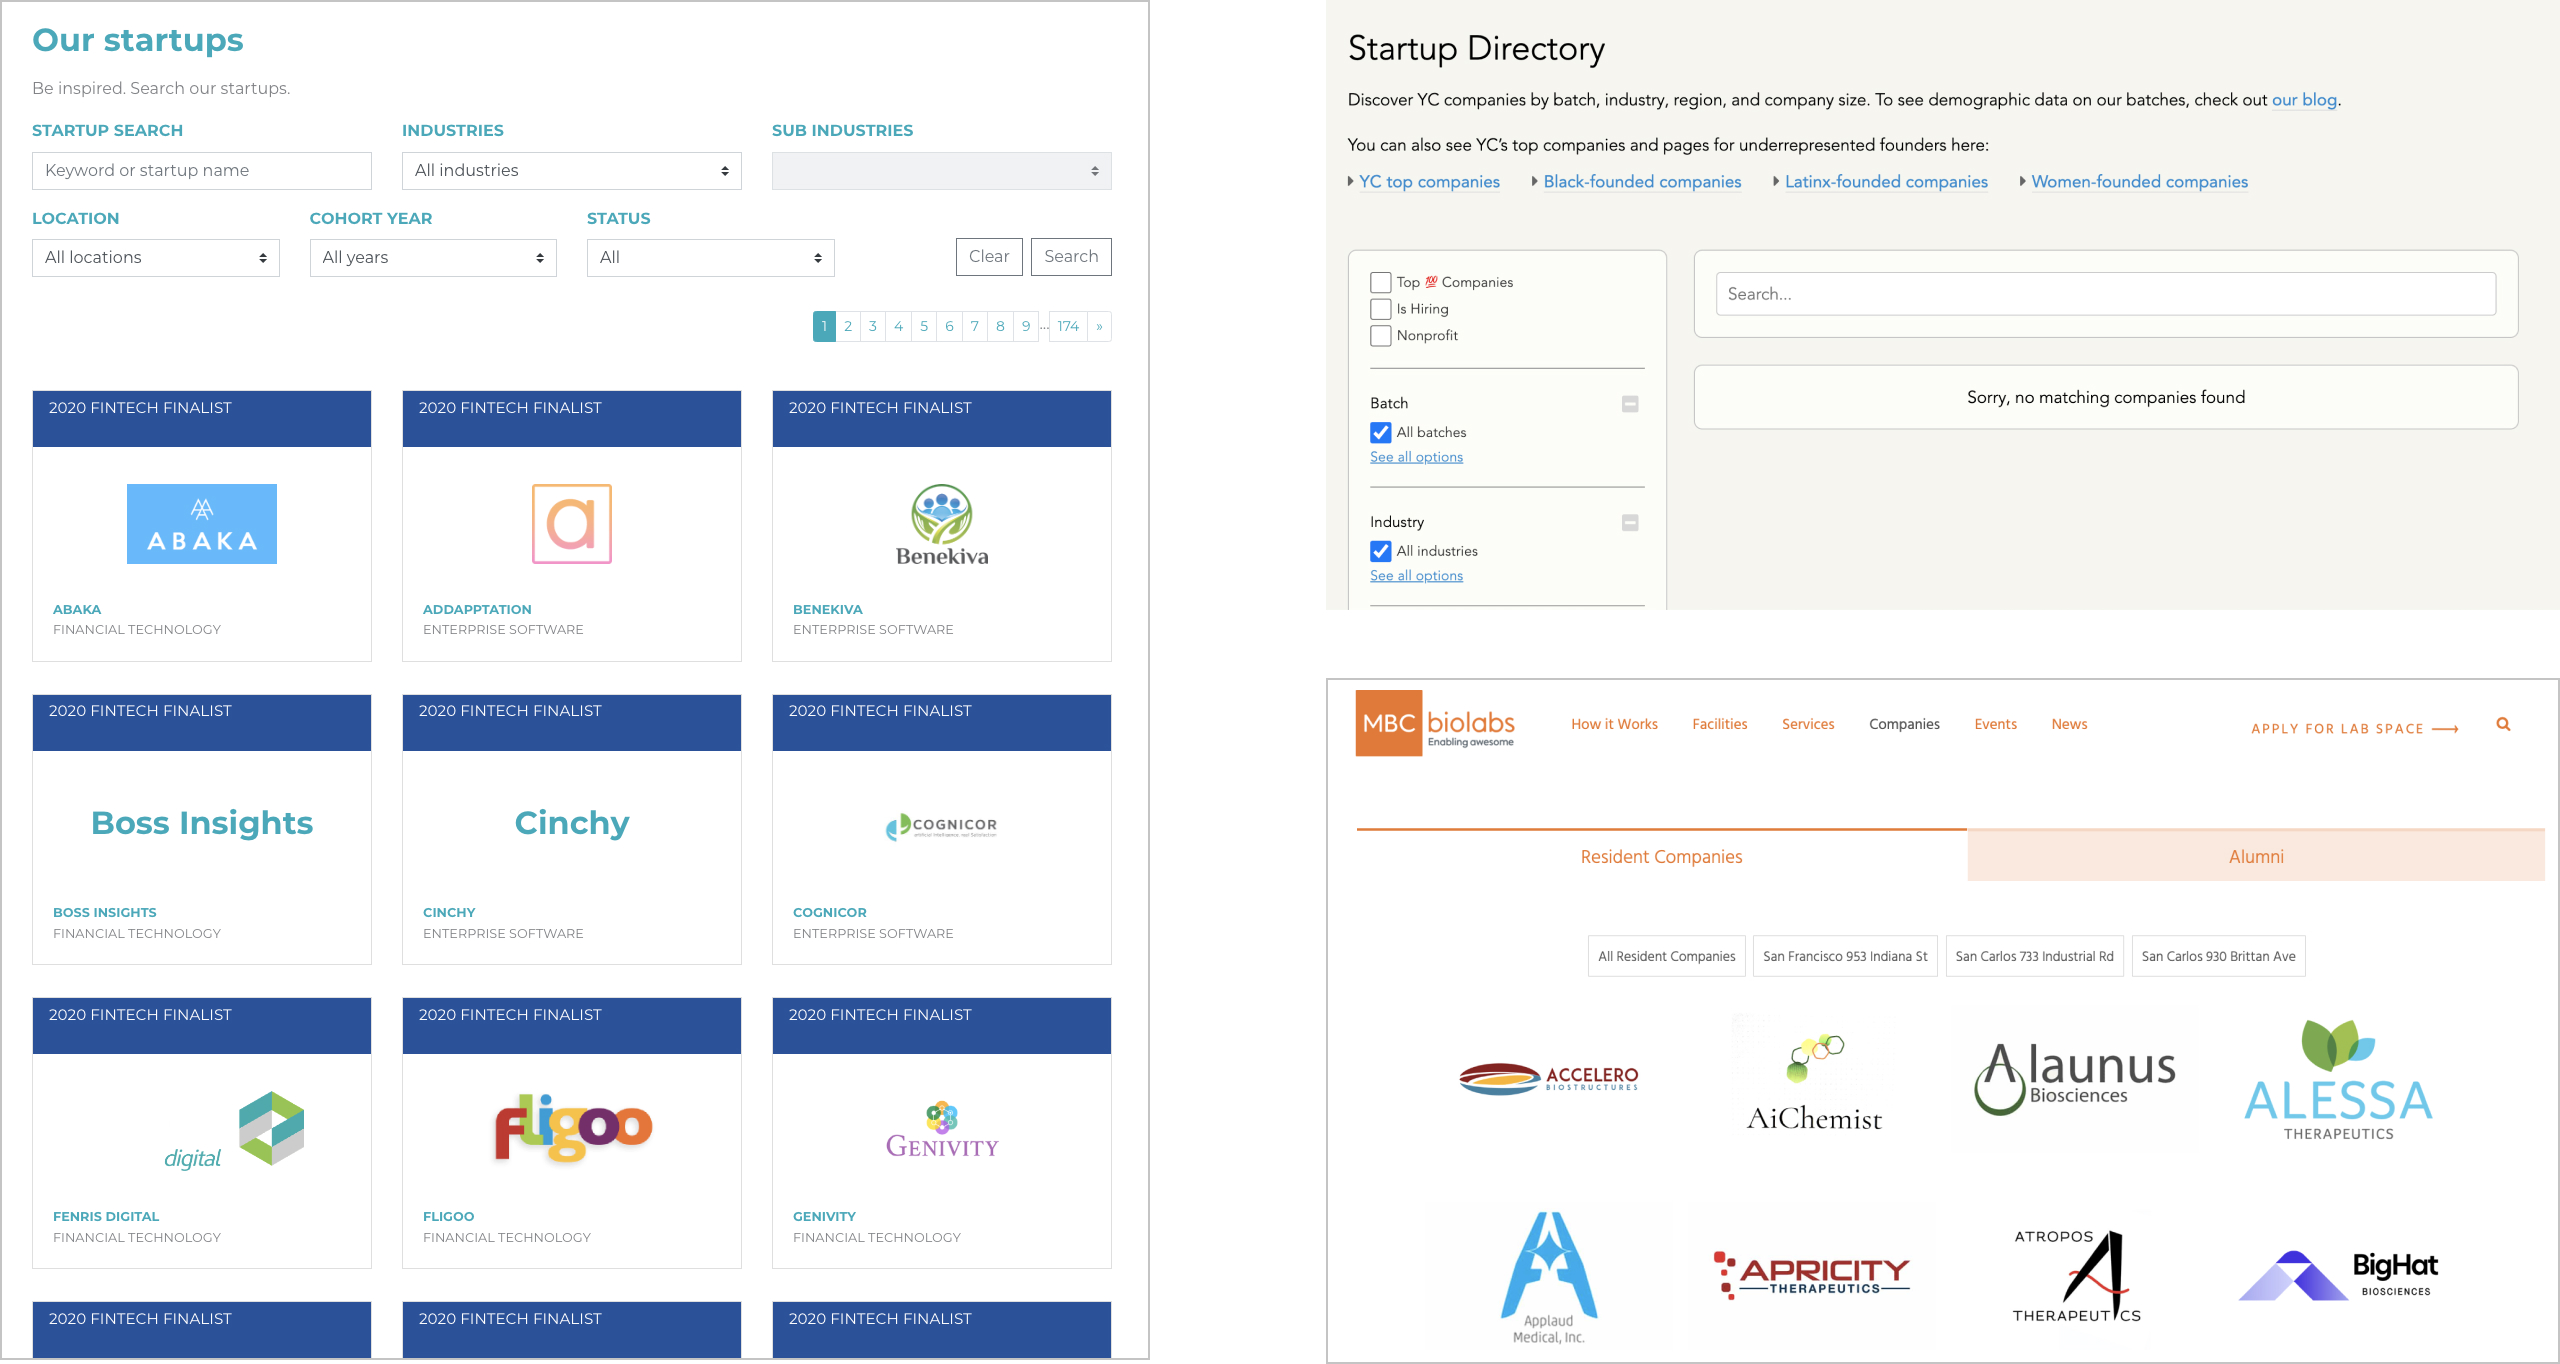 Our startups
Be inspired. Search our startups.
STARTUP SEARCH INDUSTRIES SUB INDUSTRIES
Keyword or startup name All industries
LOCATION COHORT YEAR STATUS
All locations All years All Clear Search
1 2 3 4 5 6 7 8 9 ... 174 »
2020 FINTECH FINALIST 2020 FINTECH FINALIST 2020 FINTECH FINALIST
ABAKA a Benekiva
ABAKA ADDAPPTATION BENEKIVA
FINANCIAL TECHNOLOGY ENTERPRISE SOFTWARE ENTERPRISE SOFTWARE
2020 FINTECH FINALIST 2020 FINTECH FINALIST 2020 FINTECH FINALIST
Boss Insights Cinchy COGNICOR
artificial intelligence, real Satisfaction
BOSS INSIGHTS CINCHY COGNICOR
FINANCIAL TECHNOLOGY ENTERPRISE SOFTWARE ENTERPRISE SOFTWARE
2020 FINTECH FINALIST 2020 FINTECH FINALIST 2020 FINTECH FINALIST
digital Fligoo GENIVITY
FENRIS DIGITAL FLIGOO GENIVITY
FINANCIAL TECHNOLOGY FINANCIAL TECHNOLOGY FINANCIAL TECHNOLOGY
2020 FINTECH FINALIST 2020 FINTECH FINALIST 2020 FINTECH FINALIST
Startup Directory
Discover YC companies by batch, industry, region, and company size. To see demographic data on our batches, check out our blog.
You can also see YC's top companies and pages for underrepresented founders here:
YC top companies Black-founded companies Latinx-founded companies Women-founded companies
Top 💯 Companies
Is Hiring
Nonprofit
Batch
All batches
See all options
Industry
All industries
See all options
Search...
Sorry, no matching companies found
MBC biolabs
Enabling awesome
How it Works Facilities Services Companies Events News APPLY FOR LAB SPACE
Resident Companies Alumni
All Resident Companies San Francisco 953 Indiana St San Carlos 733 Industrial Rd San Carlos 930 Brittan Ave
ACCELERO
BIOSTRUCTURES
AiChemist
Alaunus
Biosciences
ALESSA
THERAPEUTICS
Applaud
Medical, Inc.
APRICITY
THERAPEUTICS
ATROPOS
THERAPEUTICS
BigHat
BIOSCIENCES